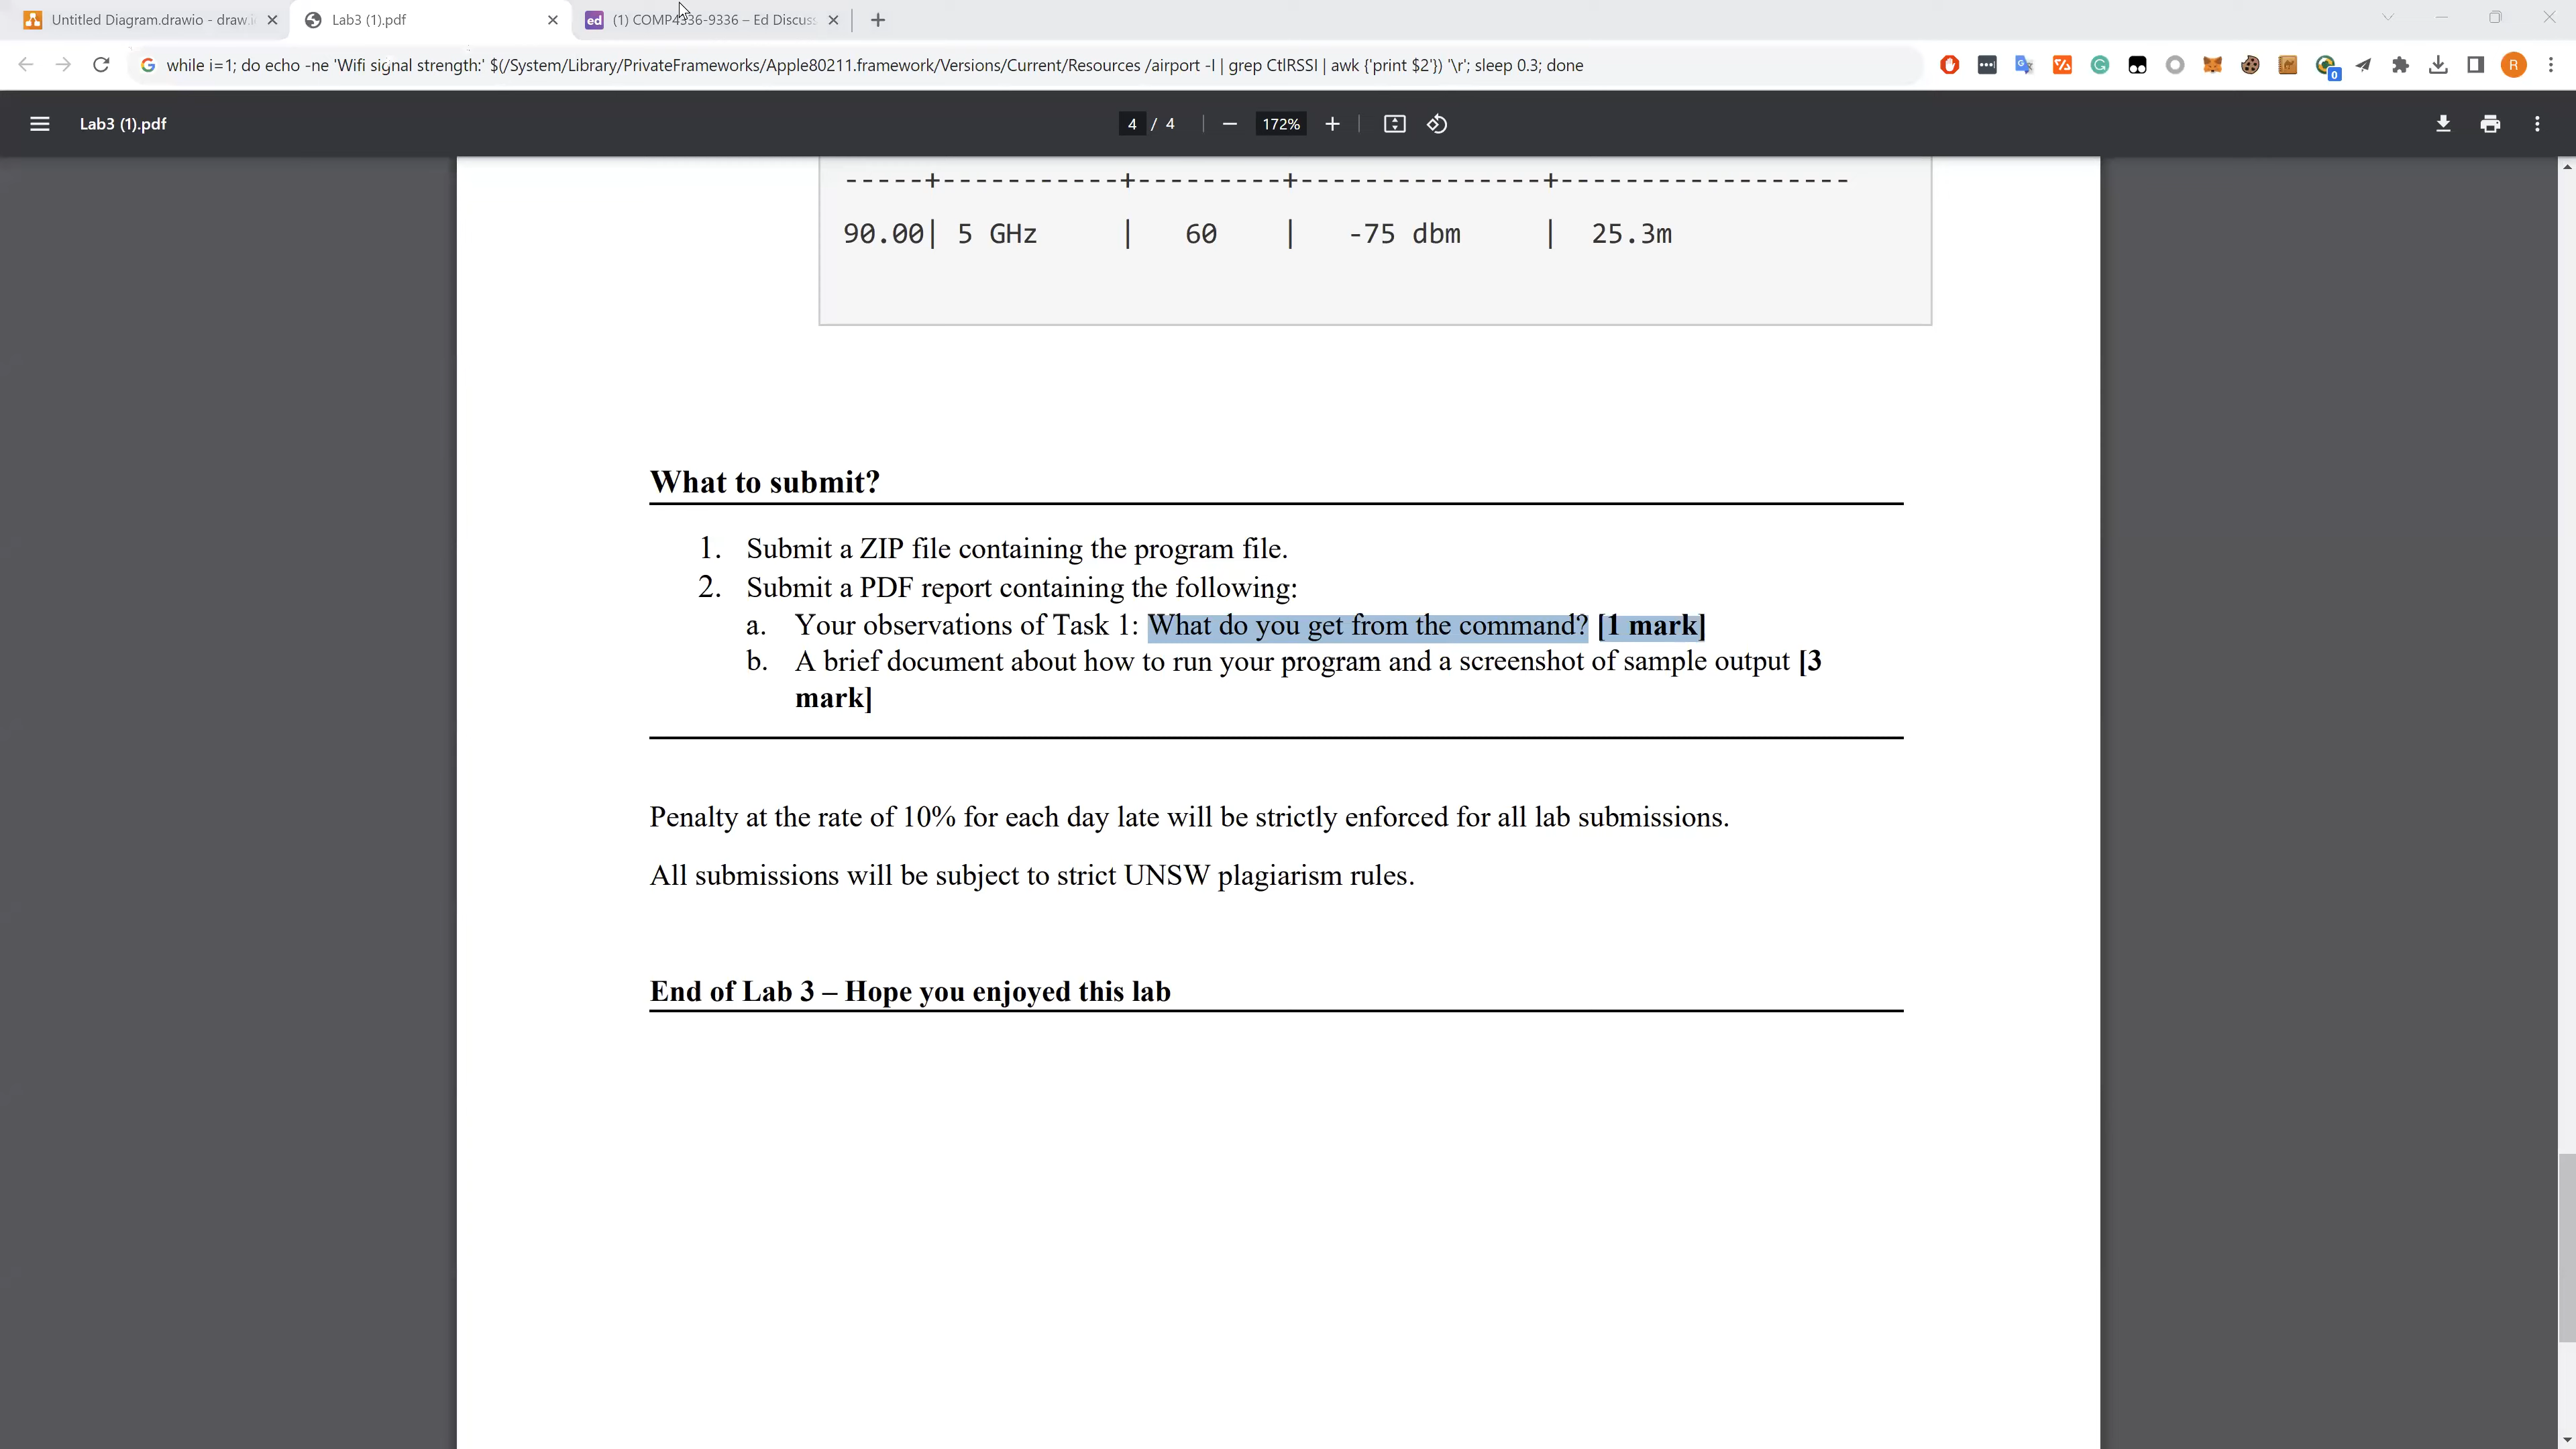 Untitled Diagram.drawio - draw.i
Lab3 (1).pdf
ed (1) COMP4336-9336 – Ed Discuss
while i=1; do echo -ne 'Wifi signal strength:' $(/System/Library/PrivateFrameworks/Apple80211.framework/Versions/Current/Resources /airport -I | grep CtlRSSI | awk {'print $2'}) '\r'; sleep 0.3; done
0
R
Lab3 (1).pdf
4 / 4
172%
-----+-----------+---------+---------------+------------------
90.00| 5 GHz | 60 | -75 dbm | 25.3m
What to submit?
1. Submit a ZIP file containing the program file.
2. Submit a PDF report containing the following:
a. Your observations of Task 1: What do you get from the command? [1 mark]
b. A brief document about how to run your program and a screenshot of sample output [3
mark]
Penalty at the rate of 10% for each day late will be strictly enforced for all lab submissions.
All submissions will be subject to strict UNSW plagiarism rules.
End of Lab 3 – Hope you enjoyed this lab